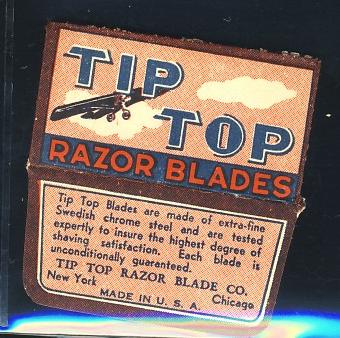 TIP
TOP
RAZOR BLADES
Tip Top Blades are made of extra-fine
Swedish chrome steel and are tested
expertly to insure the highest degree of
shaving satisfaction. Each blade is
unconditionally guaranteed.
TIP TOP RAZOR BLADE CO.
New York Chicago
MADE IN U. S. A